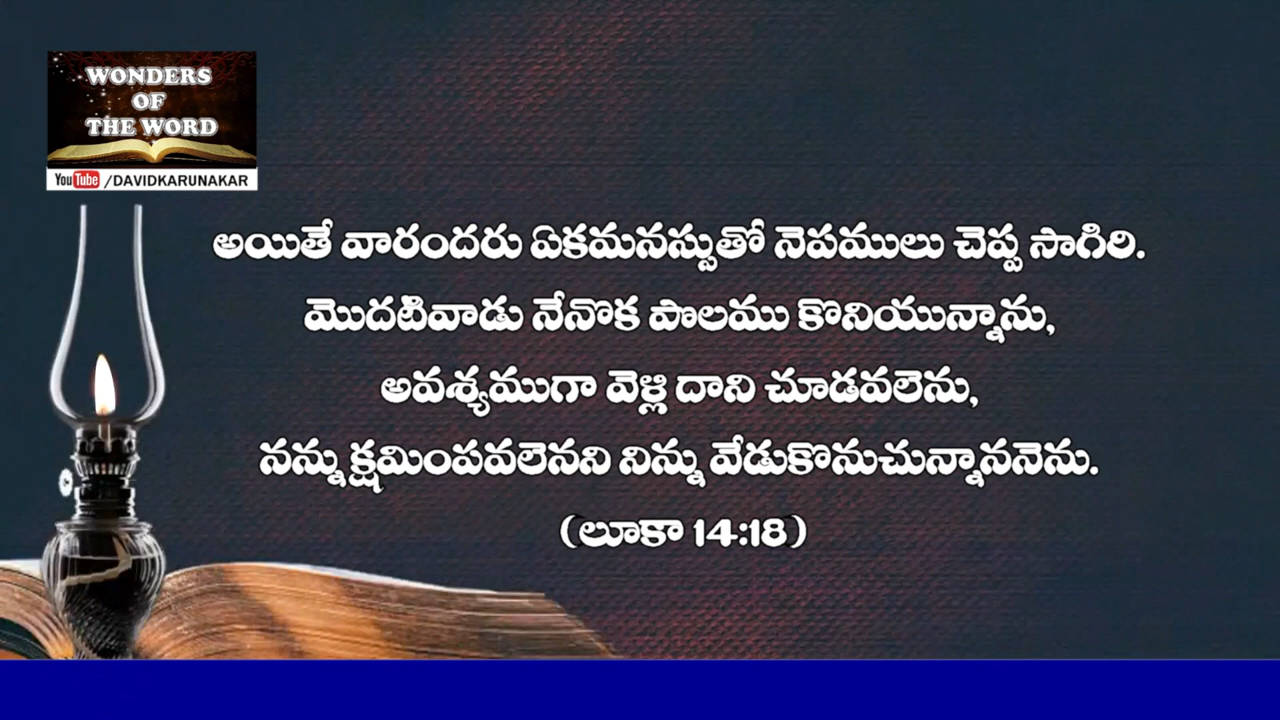 WONDERS
OF
THE WORD
YouTube /DAVIDKARUNAKAR
అయితే వారందరు ఏకమనస్సుతో నెపములు చెప్ప సాగిరి.
మొదటివాడు నేనొక పొలము కొనియున్నాను,
అవశ్యముగా వెళ్లి దాని చూడవలెను,
నన్ను క్షమింపవలెనని నిన్ను వేడుకొనుచున్నాననెను.
(లూకా 14:18)